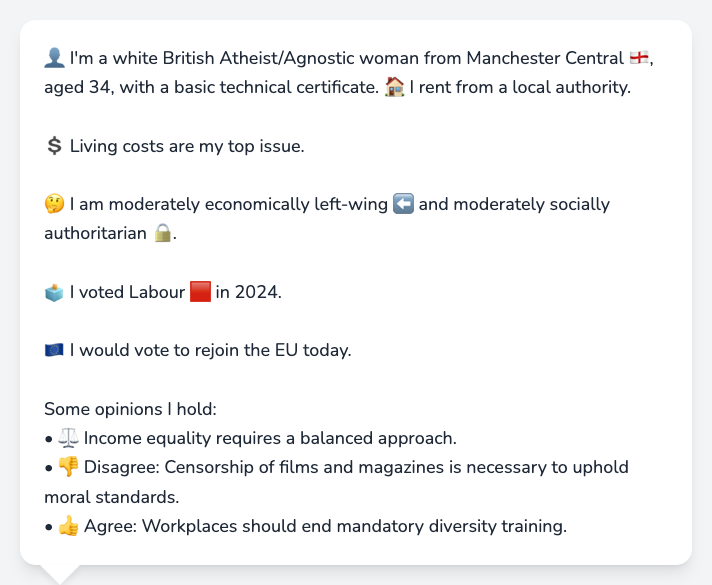 👤 I'm a white British Atheist/Agnostic woman from Manchester Central 🏴󠁧󠁢󠁥󠁮󠁧󠁿,
aged 34, with a basic technical certificate. 🏠 I rent from a local authority.
💲 Living costs are my top issue.
🤔 I am moderately economically left-wing ⬅️ and moderately socially
authoritarian 🔒.
🗳️ I voted Labour 🟥 in 2024.
🇪🇺 I would vote to rejoin the EU today.
Some opinions I hold:
• ⚖️ Income equality requires a balanced approach.
• 👎 Disagree: Censorship of films and magazines is necessary to uphold
moral standards.
• 👍 Agree: Workplaces should end mandatory diversity training.